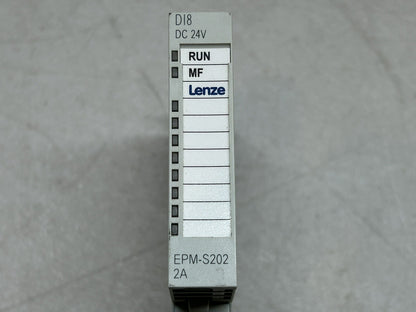 DI8
DC 24V
RUN
MF
Lenze
EPM-S202
2A